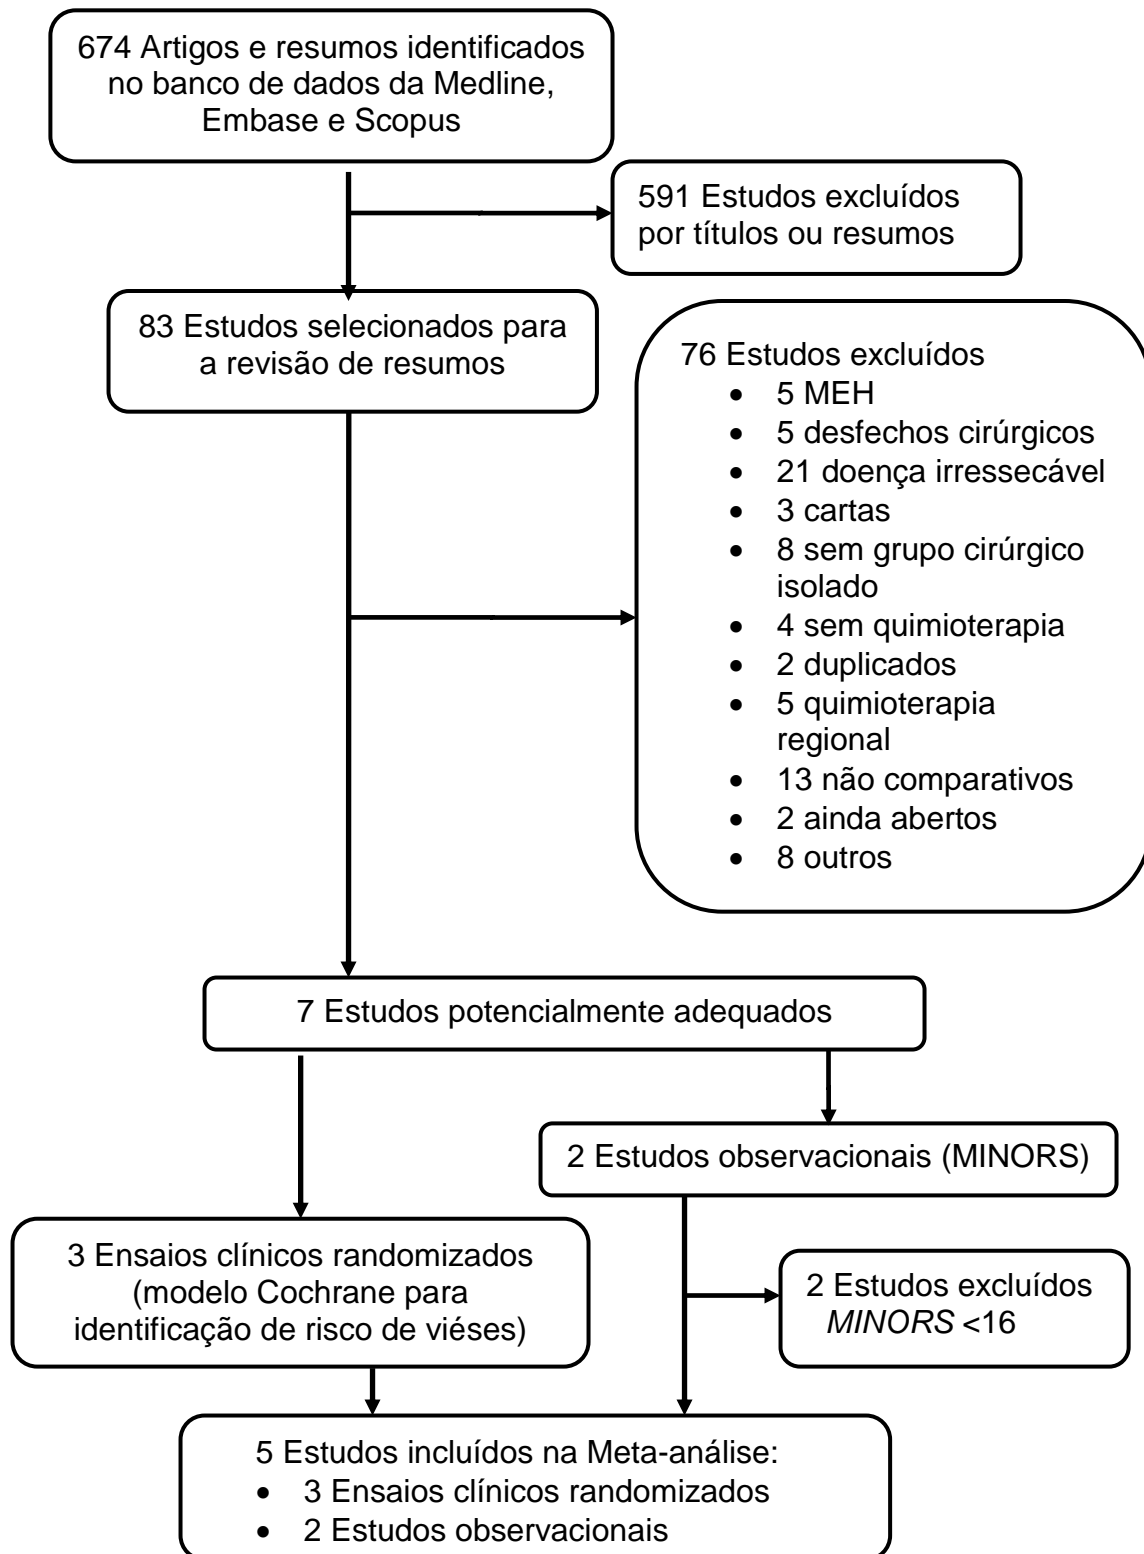 674 Artigos e resumos identificados
no banco de dados da Medline,
Embase e Scopus
591 Estudos excluídos
por títulos ou resumos
83 Estudos selecionados para
a revisão de resumos
76 Estudos excluídos
• 5 MEH
• 5 desfechos cirúrgicos
• 21 doença irressecável
• 3 cartas
• 8 sem grupo cirúrgico
isolado
• 4 sem quimioterapia
• 2 duplicados
• 5 quimioterapia
regional
• 13 não comparativos
• 2 ainda abertos
• 8 outros
7 Estudos potencialmente adequados
2 Estudos observacionais (MINORS)
3 Ensaios clínicos randomizados
(modelo Cochrane para
identificação de risco de viéses)
2 Estudos excluídos
MINORS <16
5 Estudos incluídos na Meta-análise:
• 3 Ensaios clínicos randomizados
• 2 Estudos observacionais